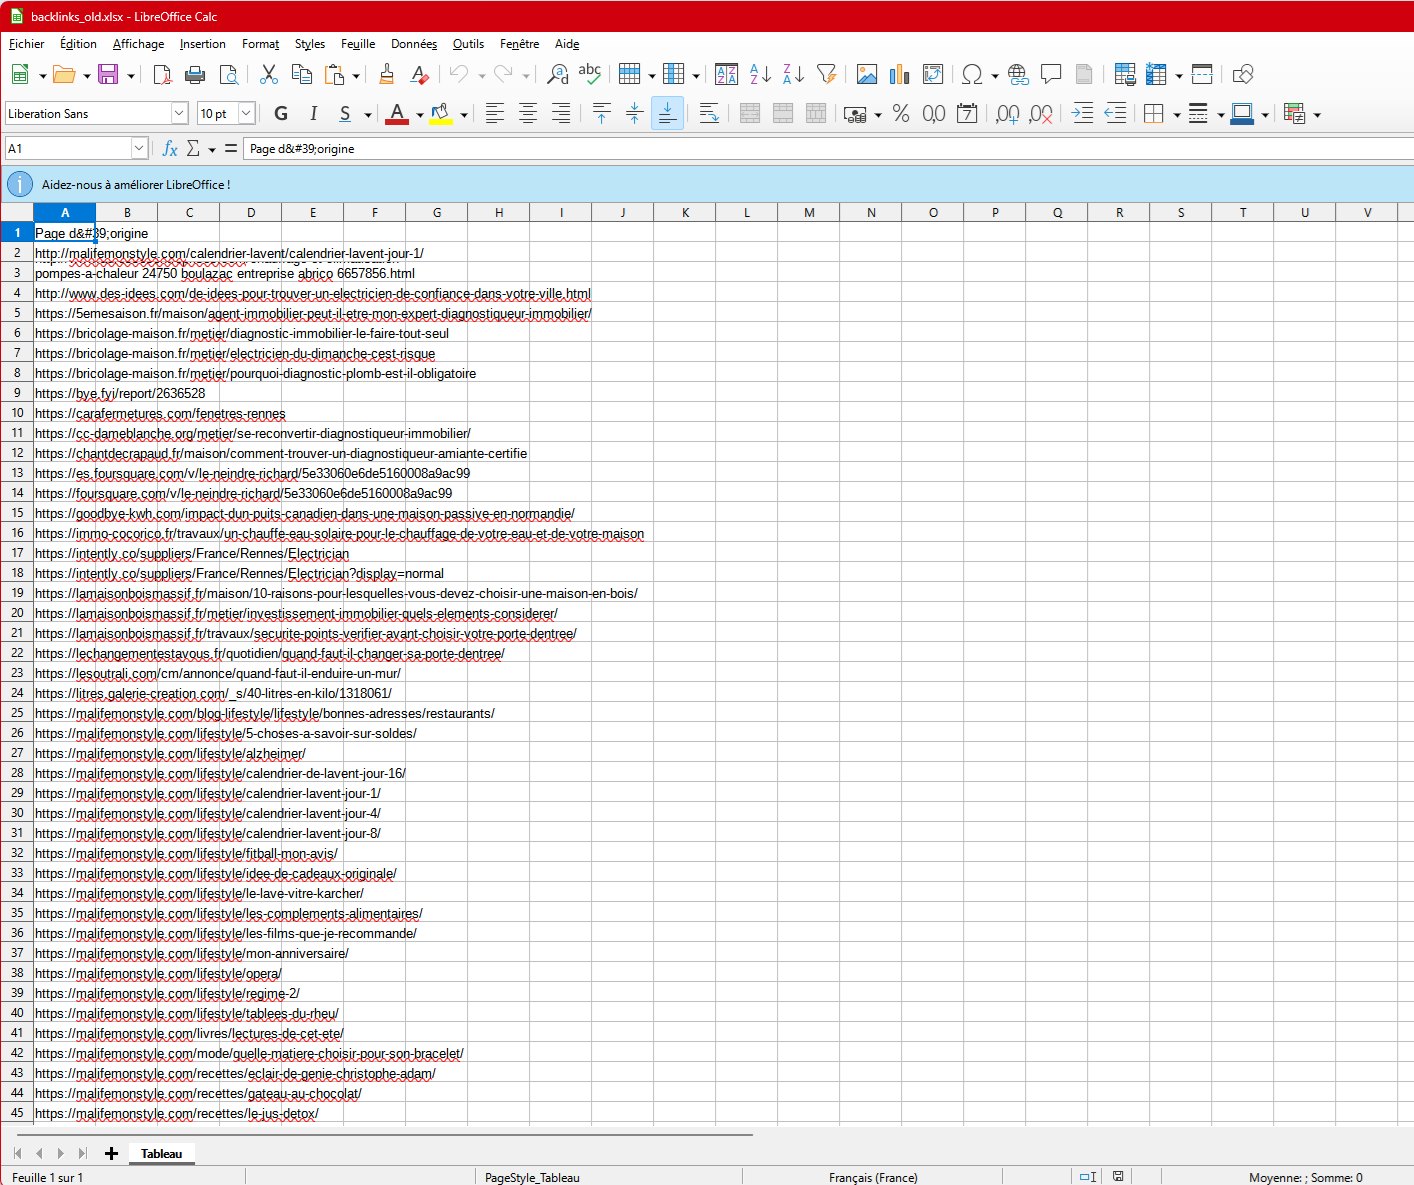 backlinks_old.xlsx - LibreOffice Calc
Fichier Édition Affichage Insertion Format Styles Feuille Données Outils Fenêtre Aide
Liberation Sans 10 pt G I S
A1 fx Σ = Page d&#39;origine
Aidez-nous à améliorer LibreOffice !
A B C D E F G H I J K L M N O P Q R S T U V
1 Page d&#39;origine
2 http://malifemonstyle.com/calendrier-lavent/calendrier-lavent-jour-1/
3 pompes-a-chaleur 24750 boulazac entreprise abrico 6657856.html
4 http://www.des-idees.com/de-idees-pour-trouver-un-electricien-de-confiance-dans-votre-ville.html
5 https://5emesaison.fr/maison/agent-immobilier-peut-il-etre-mon-expert-diagnostiqueur-immobilier/
6 https://bricolage-maison.fr/metier/diagnostic-immobilier-le-faire-tout-seul
7 https://bricolage-maison.fr/metier/electricien-du-dimanche-cest-risque
8 https://bricolage-maison.fr/metier/pourquoi-diagnostic-plomb-est-il-obligatoire
9 https://bye.fyi/report/2636528
10 https://carafermetures.com/fenetres-rennes
11 https://cc-dameblanche.org/metier/se-reconvertir-diagnostiqueur-immobilier/
12 https://chantdecrapaud.fr/maison/comment-trouver-un-diagnostiqueur-amiante-certifie
13 https://es.foursquare.com/v/le-neindre-richard/5e33060e6de5160008a9ac99
14 https://foursquare.com/v/le-neindre-richard/5e33060e6de5160008a9ac99
15 https://goodbye-kwh.com/impact-dun-puits-canadien-dans-une-maison-passive-en-normandie/
16 https://immo-cocorico.fr/travaux/un-chauffe-eau-solaire-pour-le-chauffage-de-votre-eau-et-de-votre-maison
17 https://intently.co/suppliers/France/Rennes/Electrician
18 https://intently.co/suppliers/France/Rennes/Electrician?display=normal
19 https://lamaisonboismassif.fr/maison/10-raisons-pour-lesquelles-vous-devez-choisir-une-maison-en-bois/
20 https://lamaisonboismassif.fr/metier/investissement-immobilier-quels-elements-considerer/
21 https://lamaisonboismassif.fr/travaux/securite-points-verifier-avant-choisir-votre-porte-dentree/
22 https://lechangementestavous.fr/quotidien/quand-faut-il-changer-sa-porte-dentree/
23 https://lesoutrali.com/cm/annonce/quand-faut-il-enduire-un-mur/
24 https://litres.galerie-creation.com/_s/40-litres-en-kilo/1318061/
25 https://malifemonstyle.com/blog-lifestyle/lifestyle/bonnes-adresses/restaurants/
26 https://malifemonstyle.com/lifestyle/5-choses-a-savoir-sur-soldes/
27 https://malifemonstyle.com/lifestyle/alzheimer/
28 https://malifemonstyle.com/lifestyle/calendrier-de-lavent-jour-16/
29 https://malifemonstyle.com/lifestyle/calendrier-lavent-jour-1/
30 https://malifemonstyle.com/lifestyle/calendrier-lavent-jour-4/
31 https://malifemonstyle.com/lifestyle/calendrier-lavent-jour-8/
32 https://malifemonstyle.com/lifestyle/fitball-mon-avis/
33 https://malifemonstyle.com/lifestyle/idee-de-cadeaux-originale/
34 https://malifemonstyle.com/lifestyle/le-lave-vitre-karcher/
35 https://malifemonstyle.com/lifestyle/les-complements-alimentaires/
36 https://malifemonstyle.com/lifestyle/les-films-que-je-recommande/
37 https://malifemonstyle.com/lifestyle/mon-anniversaire/
38 https://malifemonstyle.com/lifestyle/opera/
39 https://malifemonstyle.com/lifestyle/regime-2/
40 https://malifemonstyle.com/lifestyle/tablees-du-rheu/
41 https://malifemonstyle.com/livres/lectures-de-cet-ete/
42 https://malifemonstyle.com/mode/quelle-matiere-choisir-pour-son-bracelet/
43 https://malifemonstyle.com/recettes/eclair-de-genie-christophe-adam/
44 https://malifemonstyle.com/recettes/gateau-au-chocolat/
45 https://malifemonstyle.com/recettes/le-jus-detox/
Tableau
Feuille 1 sur 1 PageStyle_Tableau Français (France) Moyenne: ; Somme: 0